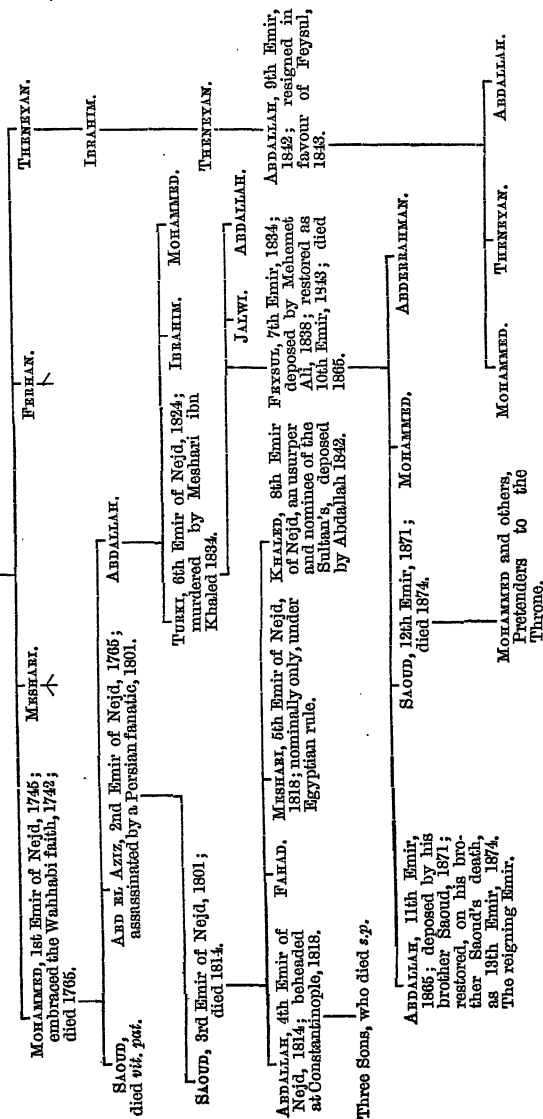 MOHAMMED, 1st Emir of Nejd, 1745;
embraced the Wahhabi faith, 1742;
died 1765.
MESHARI.
FERHAN.
THENEYAN.
SAOUD,
died vit. pat.
ABD EL AZIZ, 2nd Emir of Nejd, 1765;
assassinated by a Persian fanatic, 1801.
ABDALLAH.
IBRAHIM.
SAOUD, 3rd Emir of Nejd, 1801;
died 1814.
TURKI, 6th Emir of Nejd, 1824;
murdered by Meshari ibn
Khaled 1834.
IBRAHIM.
MOHAMMED.
THENEYAN.
ABDALLAH, 4th Emir of
Nejd, 1814; beheaded
at Constantinople, 1818.
FAHAD.
MESHARI, 5th Emir of Nejd,
1818; nominally only, under
Egyptian rule.
KHALED, 8th Emir
of Nejd, an usurper
and nominee of the
Sultan's, deposed
by Abdallah 1842.
FEYSUL, 7th Emir, 1834;
deposed by Mehemet
Ali, 1838; restored as
10th Emir, 1843; died
1865.
JALWI.
ABDALLAH.
ABDALLAH, 9th Emir,
1842; resigned in
favour of Feysul,
1843.
Three Sons, who died s.p.
ABDALLAH, 11th Emir,
1865; deposed by his
brother Saoud, 1871;
restored, on his bro-
ther Saoud's death,
as 13th Emir, 1874.
The reigning Emir.
SAOUD, 12th Emir, 1871;
died 1874.
MOHAMMED.
ABDERRAHMAN.
MOHAMMED and others,
Pretenders to the
Throne.
MOHAMMED.
THENEYAN.
ABDALLAH.